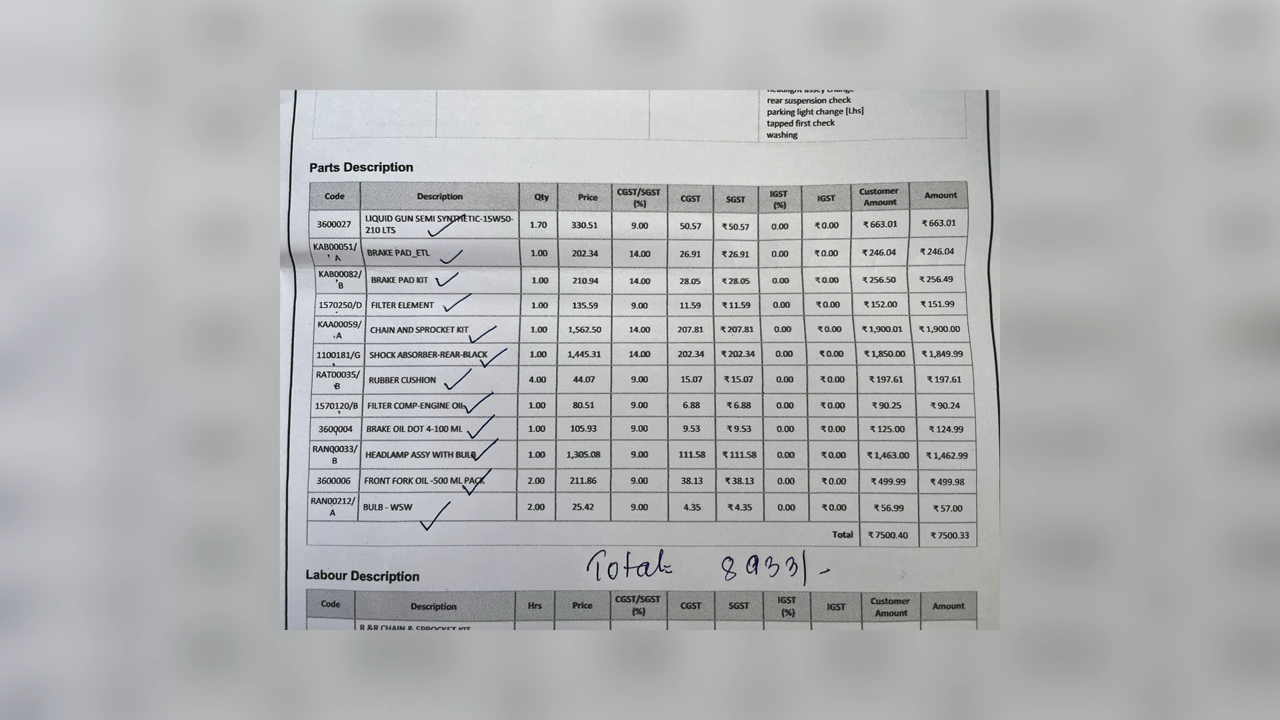 rear suspension check
parking light change [Lhs]
tapped first check
washing
Parts Description
Code Description Qty Price CGST/SGST (%) CGST SGST IGST (%) IGST Customer Amount Amount
3600027 LIQUID GUN SEMI SYNTHETIC-15W50-210 LTS 1.70 330.51 9.00 50.57 ₹50.57 0.00 ₹0.00 ₹663.01 ₹663.01
KAB00051/A BRAKE PAD_ETL 1.00 202.34 14.00 26.91 ₹26.91 0.00 ₹0.00 ₹246.04 ₹246.04
KAB00082/B BRAKE PAD KIT 1.00 210.94 14.00 28.05 ₹28.05 0.00 ₹0.00 ₹256.50 ₹256.49
1570250/D FILTER ELEMENT 1.00 135.59 9.00 11.59 ₹11.59 0.00 ₹0.00 ₹152.00 ₹151.99
KAA00059/A CHAIN AND SPROCKET KIT 1.00 1,562.50 14.00 207.81 ₹207.81 0.00 ₹0.00 ₹1,900.01 ₹1,900.00
1100181/G SHOCK ABSORBER-REAR-BLACK 1.00 1,445.31 14.00 202.34 ₹202.34 0.00 ₹0.00 ₹1,850.00 ₹1,849.99
RAT00035/B RUBBER CUSHION 4.00 44.07 9.00 15.07 ₹15.07 0.00 ₹0.00 ₹197.61 ₹197.61
1570120/B FILTER COMP-ENGINE OIL 1.00 80.51 9.00 6.88 ₹6.88 0.00 ₹0.00 ₹90.25 ₹90.24
3600004 BRAKE OIL DOT 4-100 ML 1.00 105.93 9.00 9.53 ₹9.53 0.00 ₹0.00 ₹125.00 ₹124.99
RAN00033/B HEADLAMP ASSY WITH BULB 1.00 1,305.08 9.00 111.58 ₹111.58 0.00 ₹0.00 ₹1,463.00 ₹1,462.99
3600006 FRONT FORK OIL -500 ML PACK 2.00 211.86 9.00 38.13 ₹38.13 0.00 ₹0.00 ₹499.99 ₹499.98
RAN00212/A BULB - W5W 2.00 25.42 9.00 4.35 ₹4.35 0.00 ₹0.00 ₹56.99 ₹57.00
Total ₹7500.40 ₹7500.33
Total 8933/-
Labour Description
Code Description Hrs Price CGST/SGST (%) CGST SGST IGST (%) IGST Customer Amount Amount